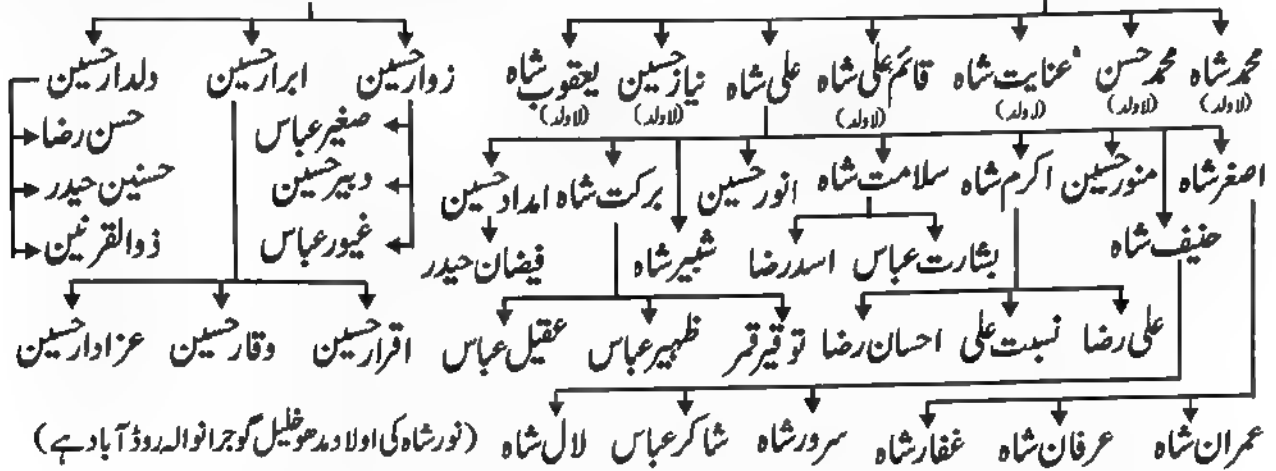 محمد شاہ محمد حسن عنایت شاہ قائم علی شاہ علی شاہ نیاز حسین یعقوب شاہ زوار حسین ابرار حسین دلدار حسین
(لاولد) (لاولد) (لاولد) (لاولد) (لاولد) (لاولد)
صغیر عباس حسن رضا
اصغر شاہ منور حسین اکرم شاہ سلامت شاہ انور حسین برکت شاہ امداد حسین دبیر حسین حسنین حیدر
حنیف شاہ بشارت عباس اسد رضا شبیر شاہ فیضان حیدر غیور عباس ذوالقرنین
علی رضا نسبت علی احسان رضا توقیر قمر ظہیر عباس عقیل عباس اقرار حسین وقار حسین عزادار حسین
عمران شاہ عرفان شاہ غفار شاہ سرور شاہ شاکر عباس لال شاہ (نور شاہ کی اولاد مدھو خلیل گوجرانوالہ روڈ آباد ہے)